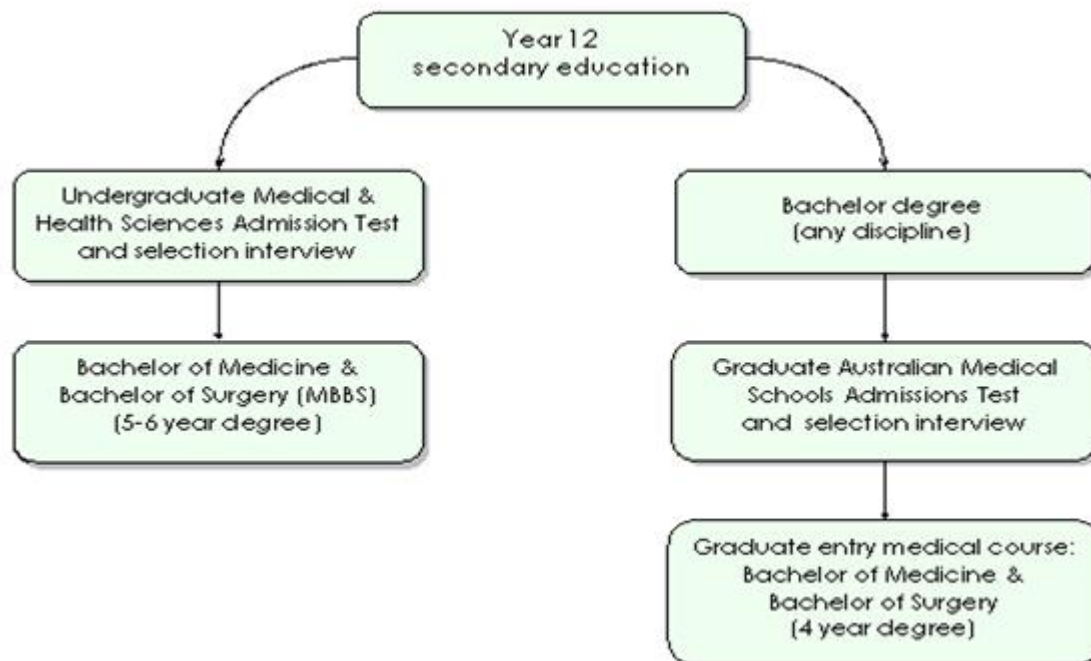 Year 12
secondary education
Undergraduate Medical &
Health Sciences Admission Test
and selection interview
Bachelor of Medicine &
Bachelor of Surgery (MBBS)
(5-6 year degree)
Bachelor degree
(any discipline)
Graduate Australian Medical
Schools Admissions Test
and selection interview
Graduate entry medical course:
Bachelor of Medicine &
Bachelor of Surgery
(4 year degree)